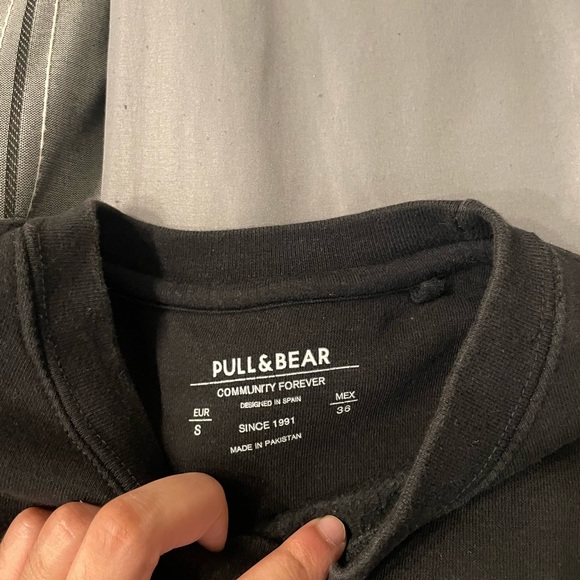 PULL&BEAR
COMMUNITY FOREVER
DESIGNED IN SPAIN
EUR
S
MEX
36
SINCE 1991
MADE IN PAKISTAN